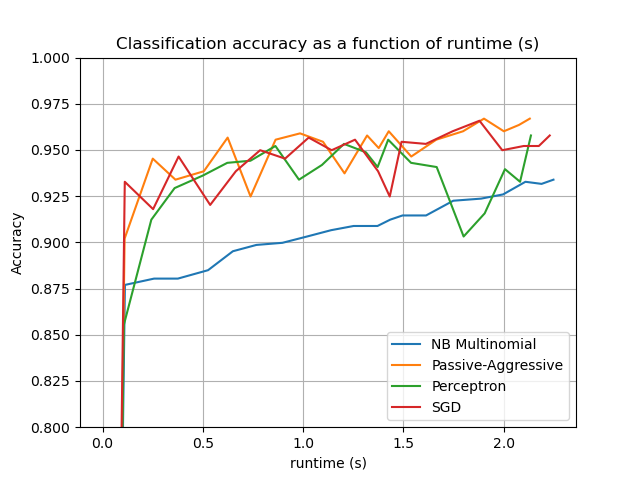 Classification accuracy as a function of runtime (s)
1.000
0.975
0.950
0.925
0.900
0.875
0.850
0.825
0.800
Accuracy
0.0 0.5 1.0 1.5 2.0
runtime (s)
NB Multinomial
Passive-Aggressive
Perceptron
SGD